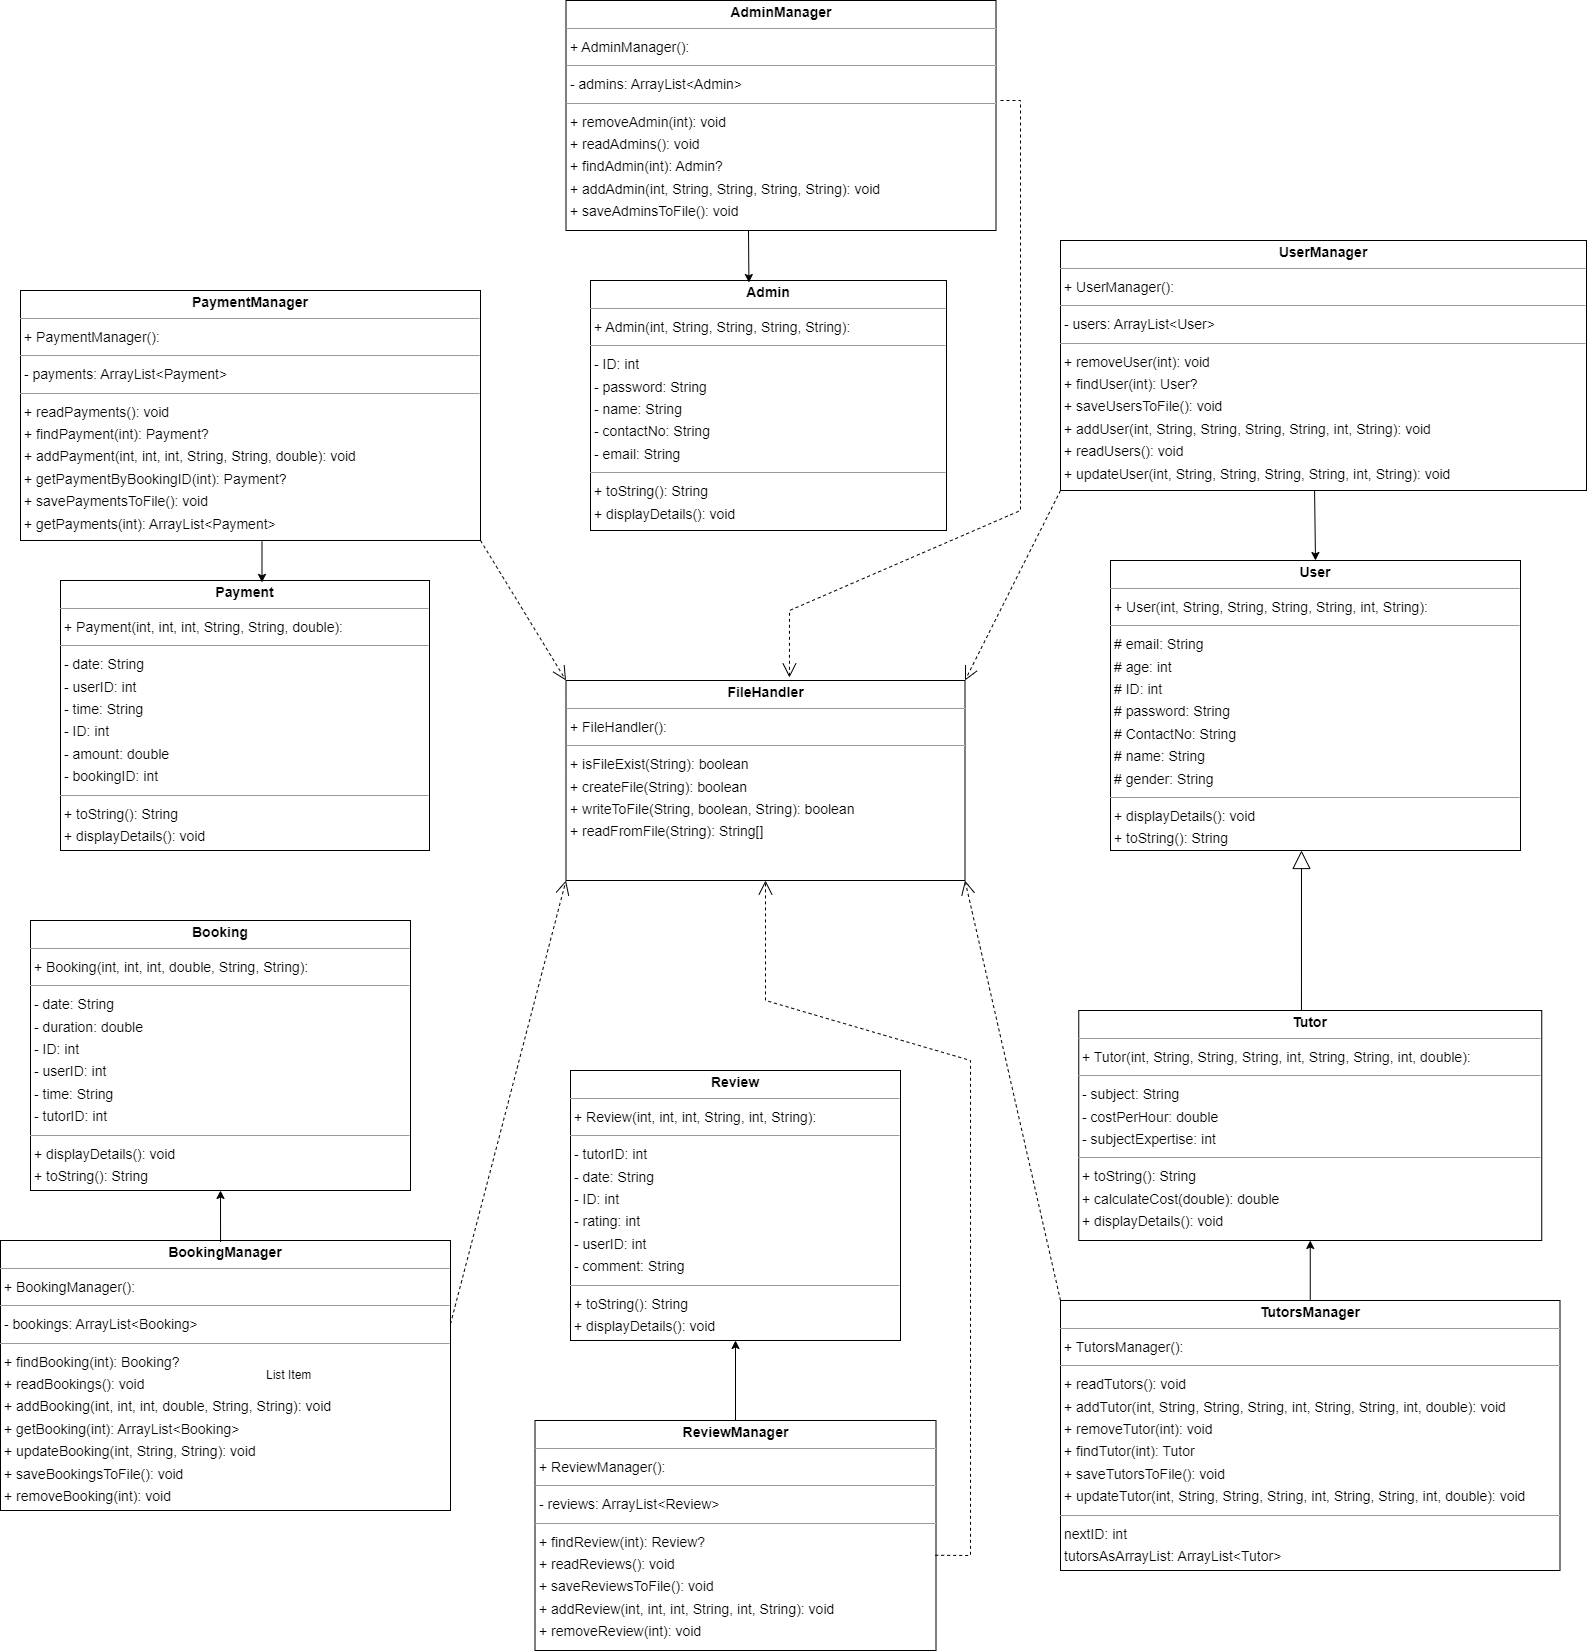 AdminManager
+ AdminManager():
- admins: ArrayList<Admin>
+ removeAdmin(int): void
+ readAdmins(): void
+ findAdmin(int): Admin?
+ addAdmin(int, String, String, String, String): void
+ saveAdminsToFile(): void
UserManager
+ UserManager():
- users: ArrayList<User>
+ removeUser(int): void
+ findUser(int): User?
+ saveUsersToFile(): void
+ addUser(int, String, String, String, String, int, String): void
+ readUsers(): void
+ updateUser(int, String, String, String, String, int, String): void
PaymentManager
+ PaymentManager():
- payments: ArrayList<Payment>
+ readPayments(): void
+ findPayment(int): Payment?
+ addPayment(int, int, int, String, String, double): void
+ getPaymentByBookingID(int): Payment?
+ savePaymentsToFile(): void
+ getPayments(int): ArrayList<Payment>
Admin
+ Admin(int, String, String, String, String):
- ID: int
- password: String
- name: String
- contactNo: String
- email: String
+ toString(): String
+ displayDetails(): void
User
+ User(int, String, String, String, String, int, String):
# email: String
# age: int
# ID: int
# password: String
# ContactNo: String
# name: String
# gender: String
+ displayDetails(): void
+ toString(): String
Payment
+ Payment(int, int, int, String, String, double):
- date: String
- userID: int
- time: String
- ID: int
- amount: double
- bookingID: int
+ toString(): String
+ displayDetails(): void
FileHandler
+ FileHandler():
+ isFileExist(String): boolean
+ createFile(String): boolean
+ writeToFile(String, boolean, String): boolean
+ readFromFile(String): String[]
Booking
+ Booking(int, int, int, double, String, String):
- date: String
- duration: double
- ID: int
- userID: int
- time: String
- tutorID: int
+ displayDetails(): void
+ toString(): String
Tutor
+ Tutor(int, String, String, String, int, String, String, int, double):
- subject: String
- costPerHour: double
- subjectExpertise: int
+ toString(): String
+ calculateCost(double): double
+ displayDetails(): void
Review
+ Review(int, int, int, String, int, String):
- tutorID: int
- date: String
- ID: int
- rating: int
- userID: int
- comment: String
+ toString(): String
+ displayDetails(): void
BookingManager
+ BookingManager():
- bookings: ArrayList<Booking>
+ findBooking(int): Booking?
List Item
+ readBookings(): void
+ addBooking(int, int, int, double, String, String): void
+ getBooking(int): ArrayList<Booking>
+ updateBooking(int, String, String): void
+ saveBookingsToFile(): void
+ removeBooking(int): void
TutorsManager
+ TutorsManager():
+ readTutors(): void
+ addTutor(int, String, String, String, int, String, String, int, double): void
+ removeTutor(int): void
+ findTutor(int): Tutor
+ saveTutorsToFile(): void
+ updateTutor(int, String, String, String, int, String, String, int, double): void
nextID: int
tutorsAsArrayList: ArrayList<Tutor>
ReviewManager
+ ReviewManager():
- reviews: ArrayList<Review>
+ findReview(int): Review?
+ readReviews(): void
+ saveReviewsToFile(): void
+ addReview(int, int, int, String, int, String): void
+ removeReview(int): void